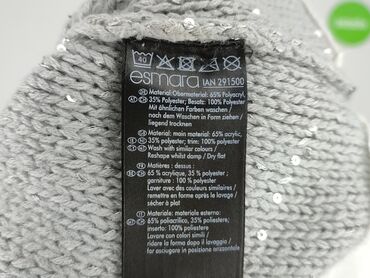 40
esmara IAN 291500
Material:Obermaterial: 65% Polyacryl,
35% Polyester; Besatz: 100% Polyester
Mit ähnlichen Farben waschen /
nach dem Waschen in Form ziehen /
liegend trocknen
Material: main material: 65% acrylic,
35% polyester; trim: 100% polyester
Wash with similar colours /
Reshape whilst damp / Dry flat
Matières : dessus :
65 % acrylique, 35 % polyester ;
garniture : 100 % polyester
Laver avec des couleurs similaires
/ remettre en forme après le lavage /
sécher à plat
Materiale: materiale esterno:
65% poliacrilico, 35% poliestere;
inserto: 100% poliestere
Lavare con colori simili /
ridare la forma dopo il lavaggio /
far asciugare in posizione orizzontale